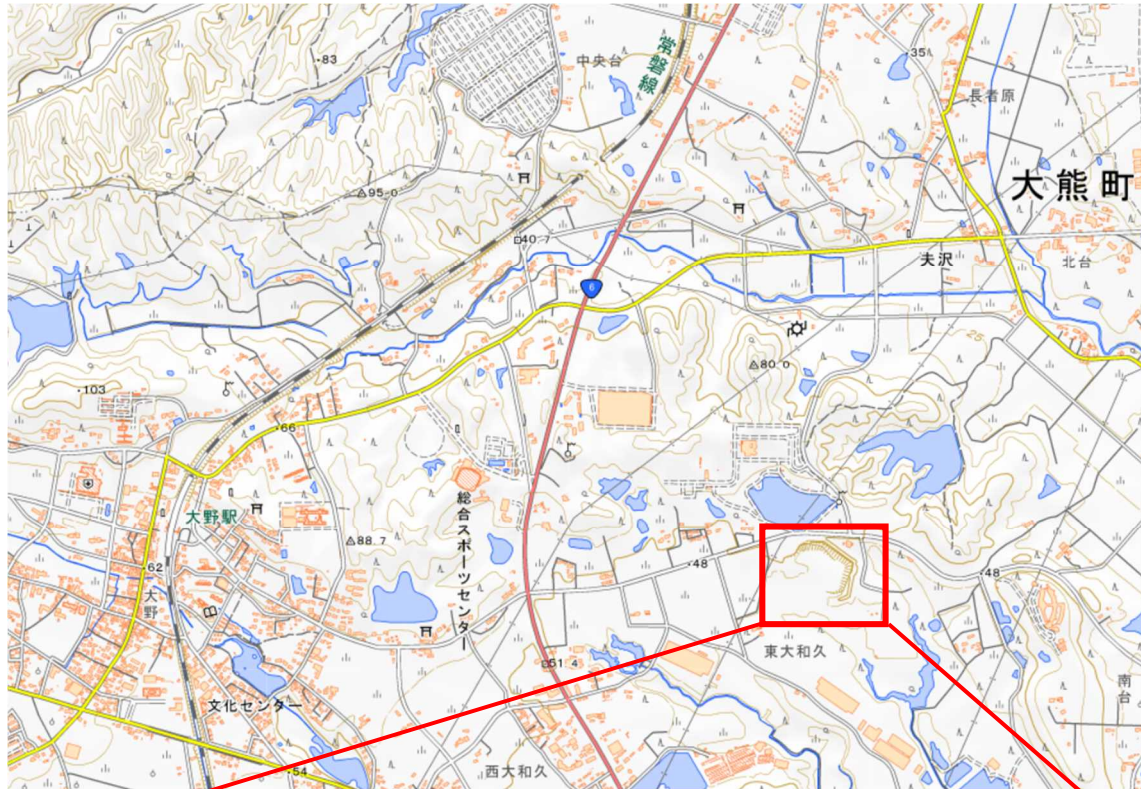 83
中央台
常磐線
35
長者原
大熊町
95.0
40.7
夫沢
北台
6
25
103
80.0
66
大野駅
総合スポーツセンター
88.7
62
大野
48
48
東大和久
51.4
南台
文化センター
西大和久
54